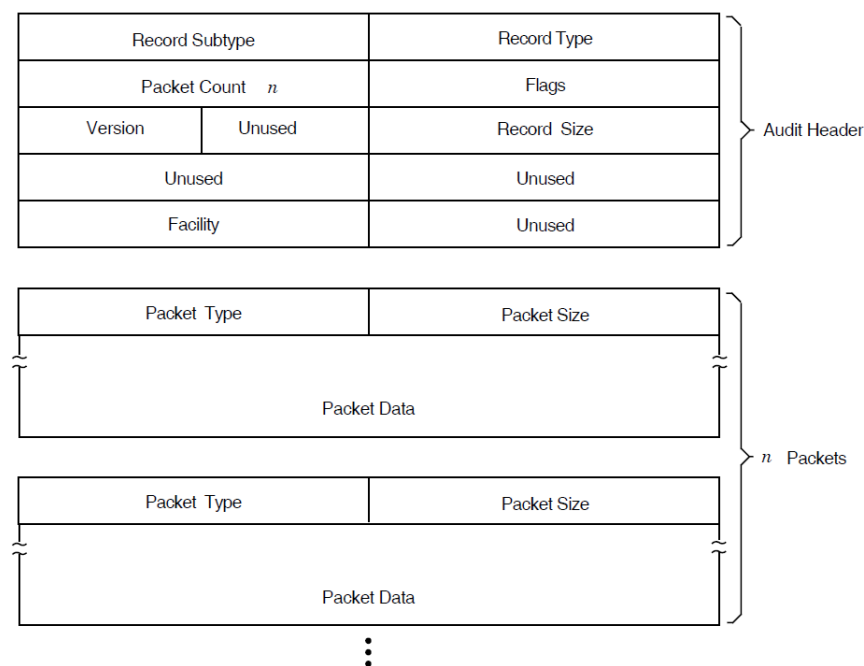 Record Subtype Record Type
Packet Count n Flags
Version Unused Record Size
Audit Header
Unused Unused
Facility Unused
Packet Type Packet Size
Packet Data
n Packets
Packet Type Packet Size
Packet Data